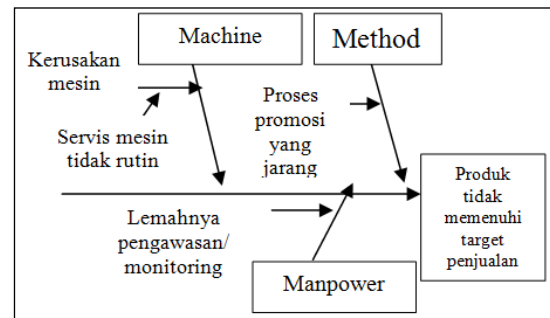 Machine
Method
Kerusakan
mesin
Servis mesin
tidak rutin
Proses
promosi
yang
jarang
Produk
tidak
memenuhi
target
penjualan
Lemahnya
pengawasan/
monitoring
Manpower